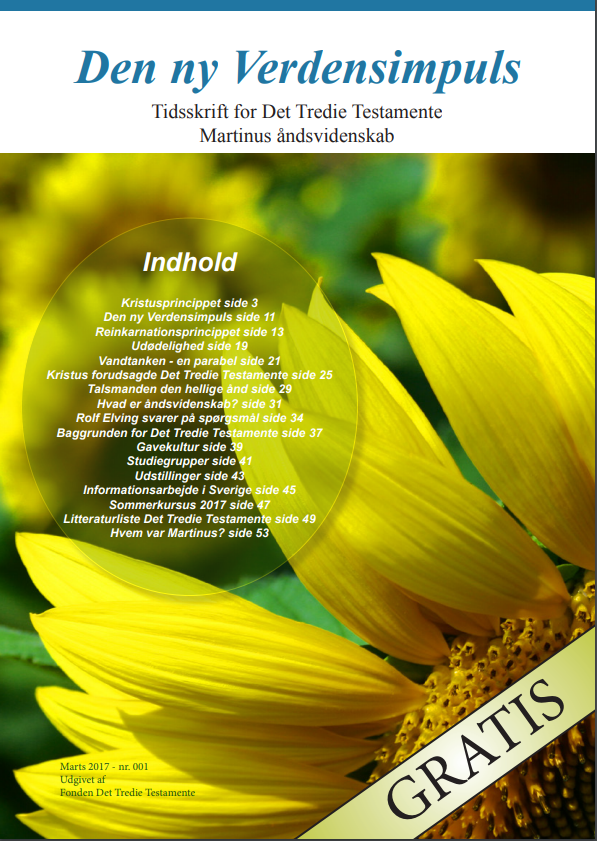 Den ny Verdensimpuls
Tidsskrift for Det Tredie Testamente
Martinus åndsvidenskab
Indhold
Kristusprincippet side 3
Den ny Verdensimpuls side 11
Reinkarnationsprincippet side 13
Udødelighed side 19
Vandtanken - en parabel side 21
Kristus forudsagde Det Tredie Testamente side 25
Talsmanden den hellige ånd side 29
Hvad er åndsvidenskab? side 31
Rolf Elving svarer på spørgsmål side 34
Baggrunden for Det Tredie Testamente side 37
Gavekultur side 39
Studiegrupper side 41
Udstillinger side 43
Informationsarbejde i Sverige side 45
Sommerkursus 2017 side 47
Litteraturliste Det Tredie Testamente side 49
Hvem var Martinus? side 53
Marts 2017 - nr. 001
Udgivet af
Fonden Det Tredie Testamente
GRATIS